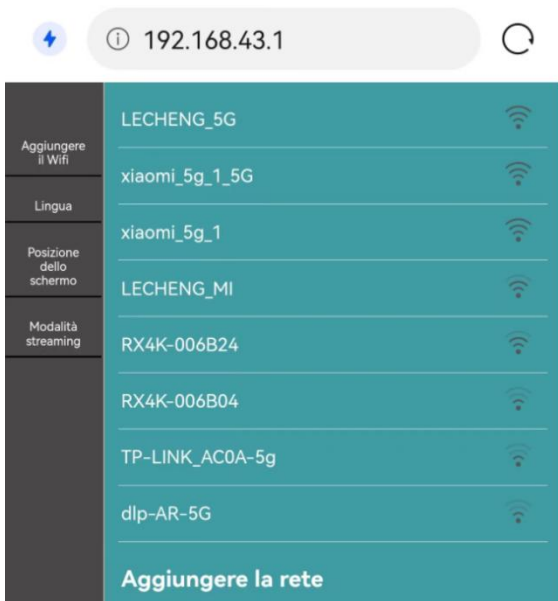 192.168.43.1
Aggiungere
il Wifi
Lingua
Posizione
dello
schermo
Modalità
streaming
LECHENG_5G
xiaomi_5g_1_5G
xiaomi_5g_1
LECHENG_MI
RX4K-006B24
RX4K-006B04
TP-LINK_AC0A-5g
dlp-AR-5G
Aggiungere la rete